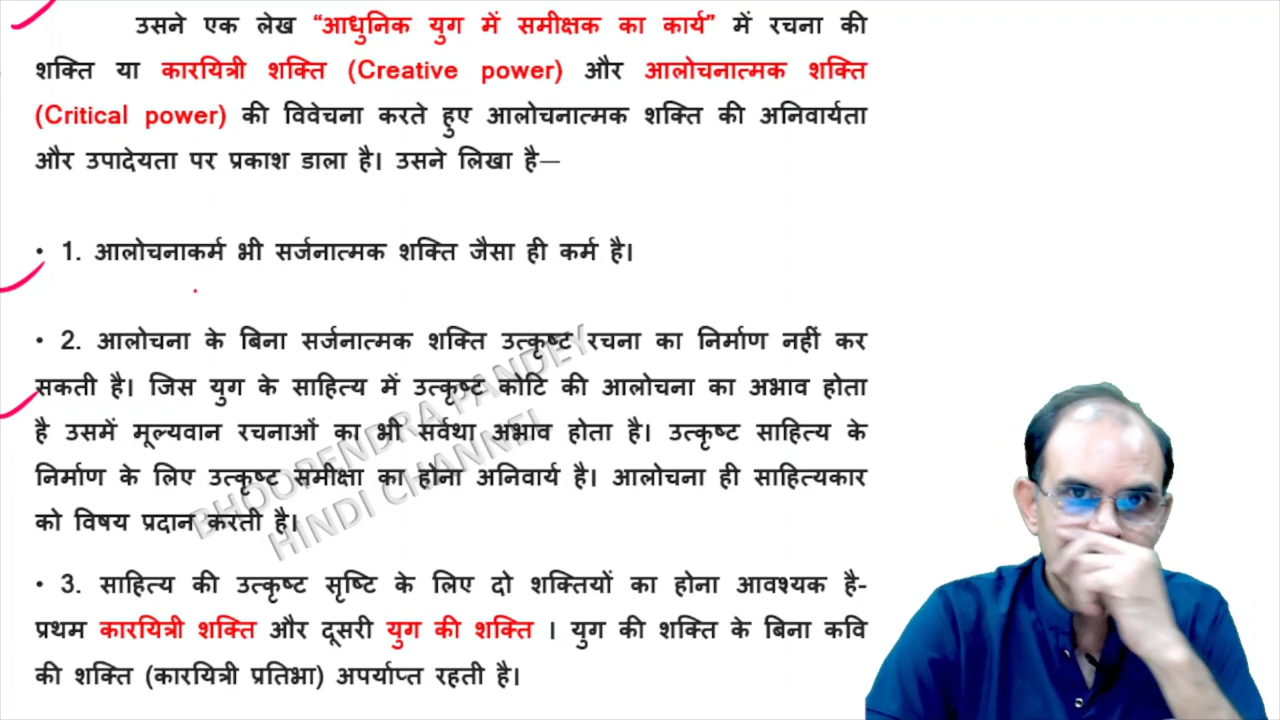 उसने एक लेख “आधुनिक युग में समीक्षक का कार्य” में रचना की
शक्ति या कारयित्री शक्ति (Creative power) और आलोचनात्मक शक्ति
(Critical power) की विवेचना करते हुए आलोचनात्मक शक्ति की अनिवार्यता
और उपादेयता पर प्रकाश डाला है। उसने लिखा है—
• 1. आलोचनाकर्म भी सर्जनात्मक शक्ति जैसा ही कर्म है।
• 2. आलोचना के बिना सर्जनात्मक शक्ति उत्कृष्ट रचना का निर्माण नहीं कर
सकती है। जिस युग के साहित्य में उत्कृष्ट कोटि की आलोचना का अभाव होता
है उसमें मूल्यवान रचनाओं का भी सर्वथा अभाव होता है। उत्कृष्ट साहित्य के
निर्माण के लिए उत्कृष्ट समीक्षा का होना अनिवार्य है। आलोचना ही साहित्यकार
को विषय प्रदान करती है।
• 3. साहित्य की उत्कृष्ट सृष्टि के लिए दो शक्तियों का होना आवश्यक है-
प्रथम कारयित्री शक्ति और दूसरी युग की शक्ति । युग की शक्ति के बिना कवि
की शक्ति (कारयित्री प्रतिभा) अपर्याप्त रहती है।
BHOOPENDRA PANDEY
HINDI CHANNEL